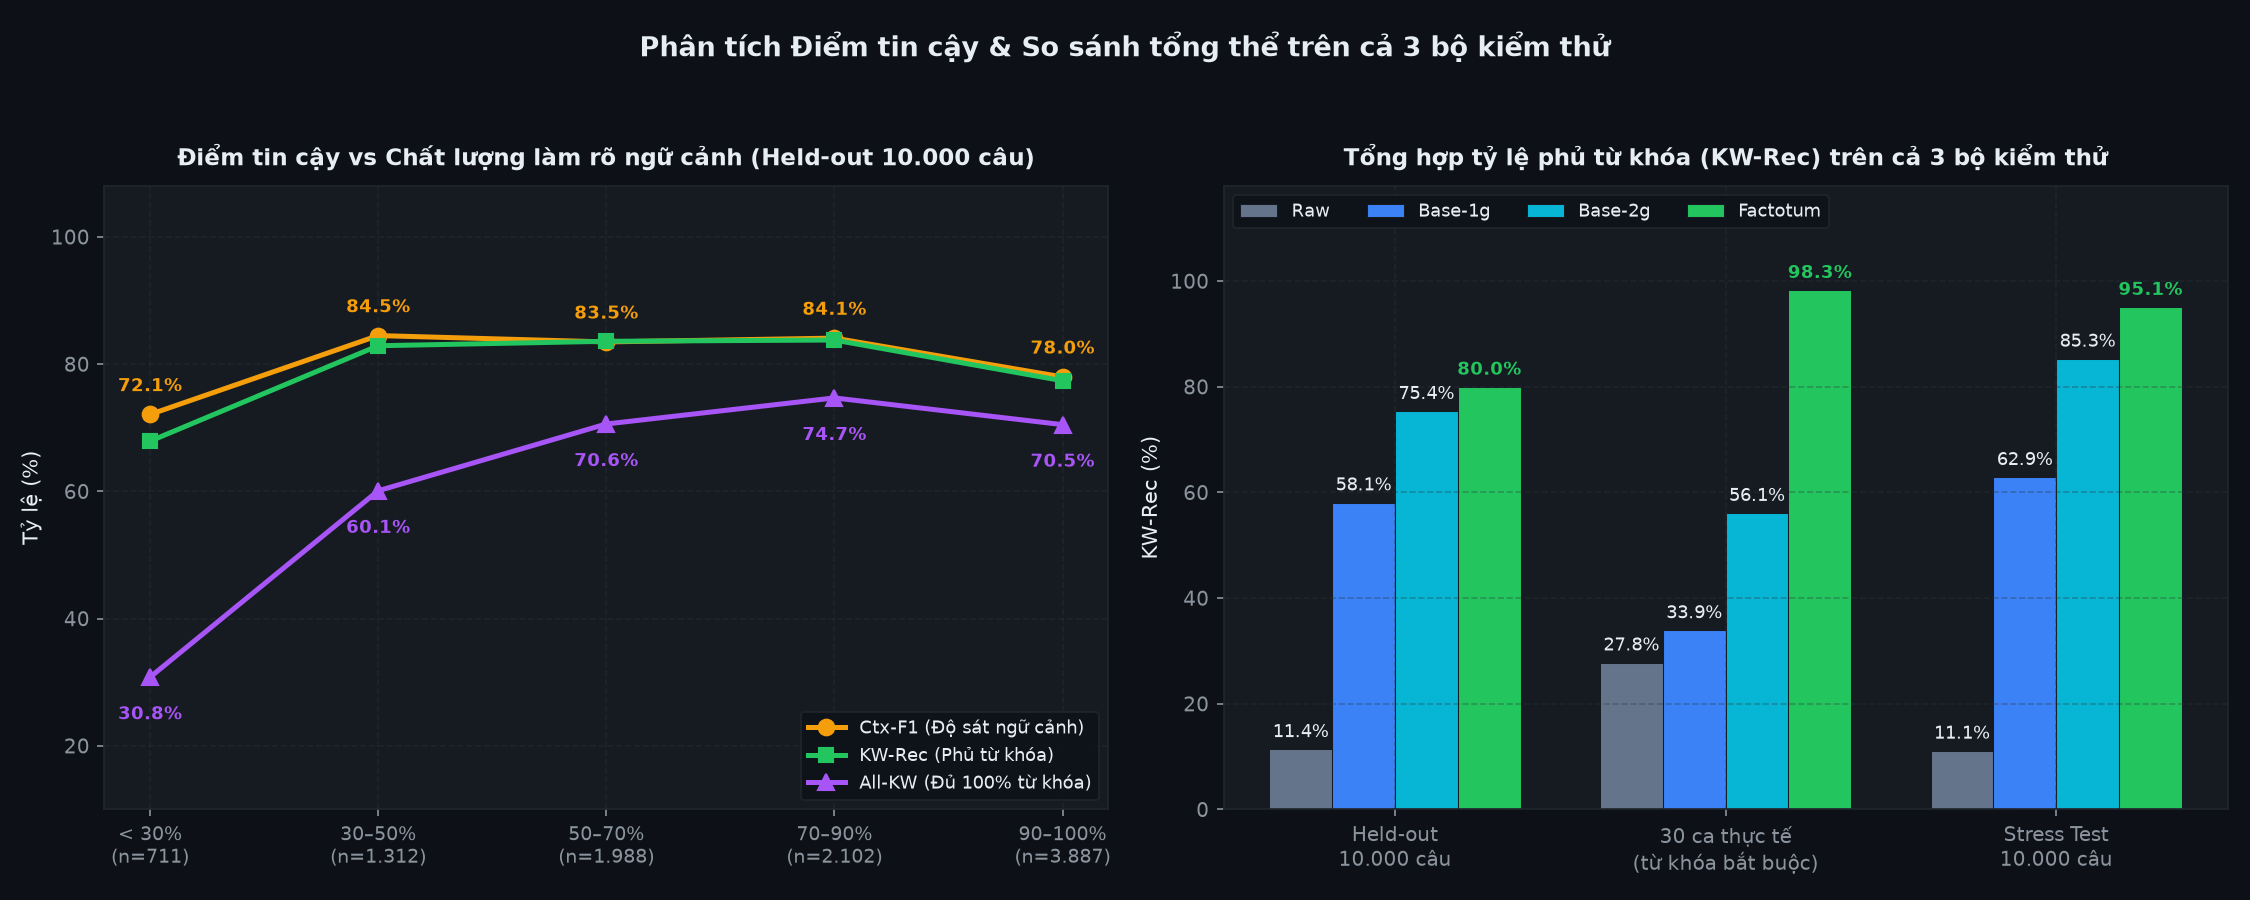 Phân tích Điểm tin cậy & So sánh tổng thể trên cả 3 bộ kiểm thử
Điểm tin cậy vs Chất lượng làm rõ ngữ cảnh (Held-out 10.000 câu)
Tỷ lệ (%)
100
80
60
40
20
72.1%
84.5%
83.5%
84.1%
78.0%
30.8%
60.1%
70.6%
74.7%
70.5%
Ctx-F1 (Độ sát ngữ cảnh)
KW-Rec (Phủ từ khóa)
All-KW (Đủ 100% từ khóa)
< 30%
(n=711)
30–50%
(n=1.312)
50–70%
(n=1.988)
70–90%
(n=2.102)
90–100%
(n=3.887)
Tổng hợp tỷ lệ phủ từ khóa (KW-Rec) trên cả 3 bộ kiểm thử
Raw
Base-1g
Base-2g
Factotum
KW-Rec (%)
100
80
60
40
20
0
11.4%
58.1%
75.4%
80.0%
27.8%
33.9%
56.1%
98.3%
11.1%
62.9%
85.3%
95.1%
Held-out
10.000 câu
30 ca thực tế
(từ khóa bắt buộc)
Stress Test
10.000 câu